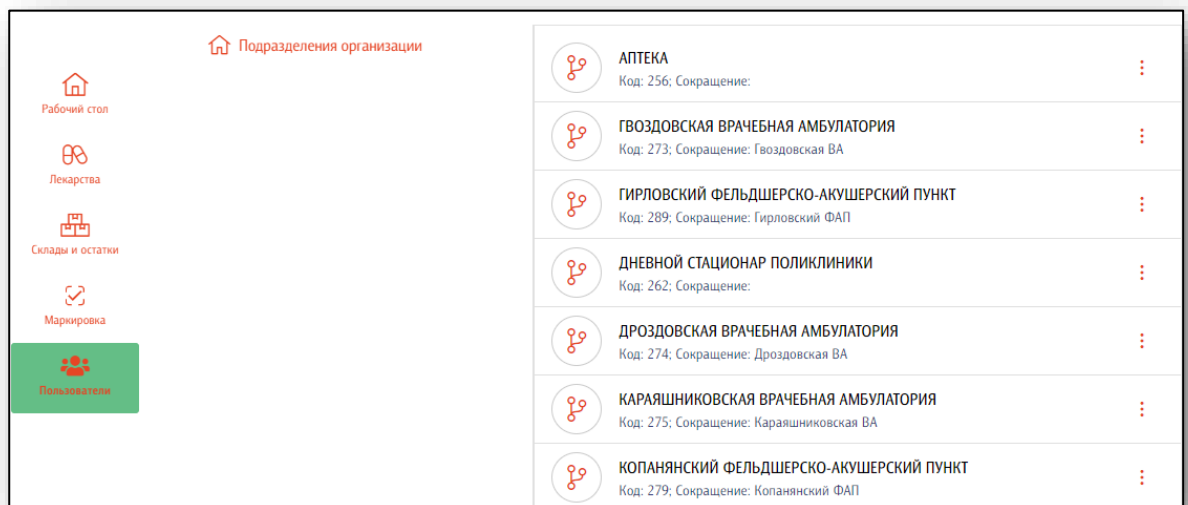 Подразделения организации
Рабочий стол
Лекарства
Склады и остатки
Маркировка
Пользователи
АПТЕКА
Код: 256; Сокращение:
ГВОЗДОВСКАЯ ВРАЧЕБНАЯ АМБУЛАТОРИЯ
Код: 273; Сокращение: Гвоздовская ВА
ГИРЛОВСКИЙ ФЕЛЬДШЕРСКО-АКУШЕРСКИЙ ПУНКТ
Код: 289; Сокращение: Гирловский ФАП
ДНЕВНОЙ СТАЦИОНАР ПОЛИКЛИНИКИ
Код: 262; Сокращение:
ДРОЗДОВСКАЯ ВРАЧЕБНАЯ АМБУЛАТОРИЯ
Код: 274; Сокращение: Дроздовская ВА
КАРАЯШНИКОВСКАЯ ВРАЧЕБНАЯ АМБУЛАТОРИЯ
Код: 275; Сокращение: Караяшниковская ВА
КОПАНЯНСКИЙ ФЕЛЬДШЕРСКО-АКУШЕРСКИЙ ПУНКТ
Код: 279; Сокращение: Копанянский ФАП